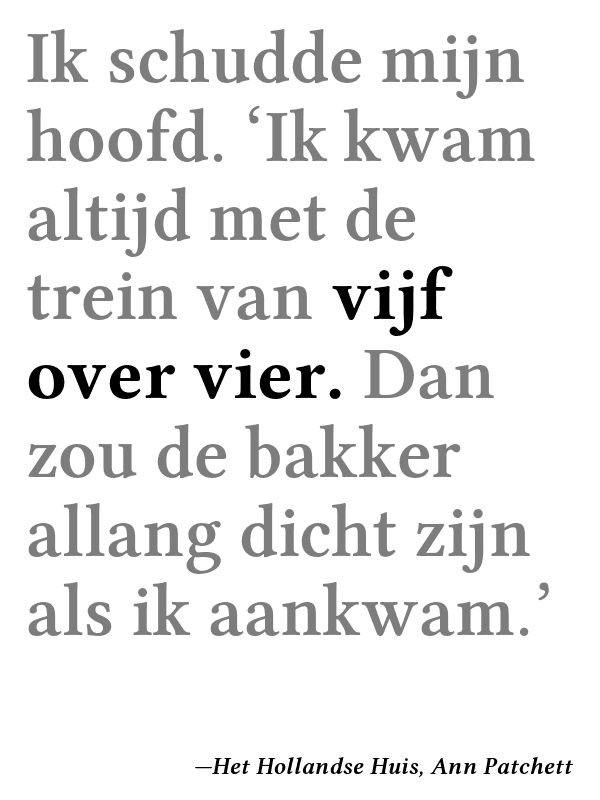 Ik schudde mijn
hoofd. ‘Ik kwam
altijd met de
trein van vijf
over vier. Dan
zou de bakker
allang dicht zijn
als ik aankwam.’
—Het Hollandse Huis, Ann Patchett